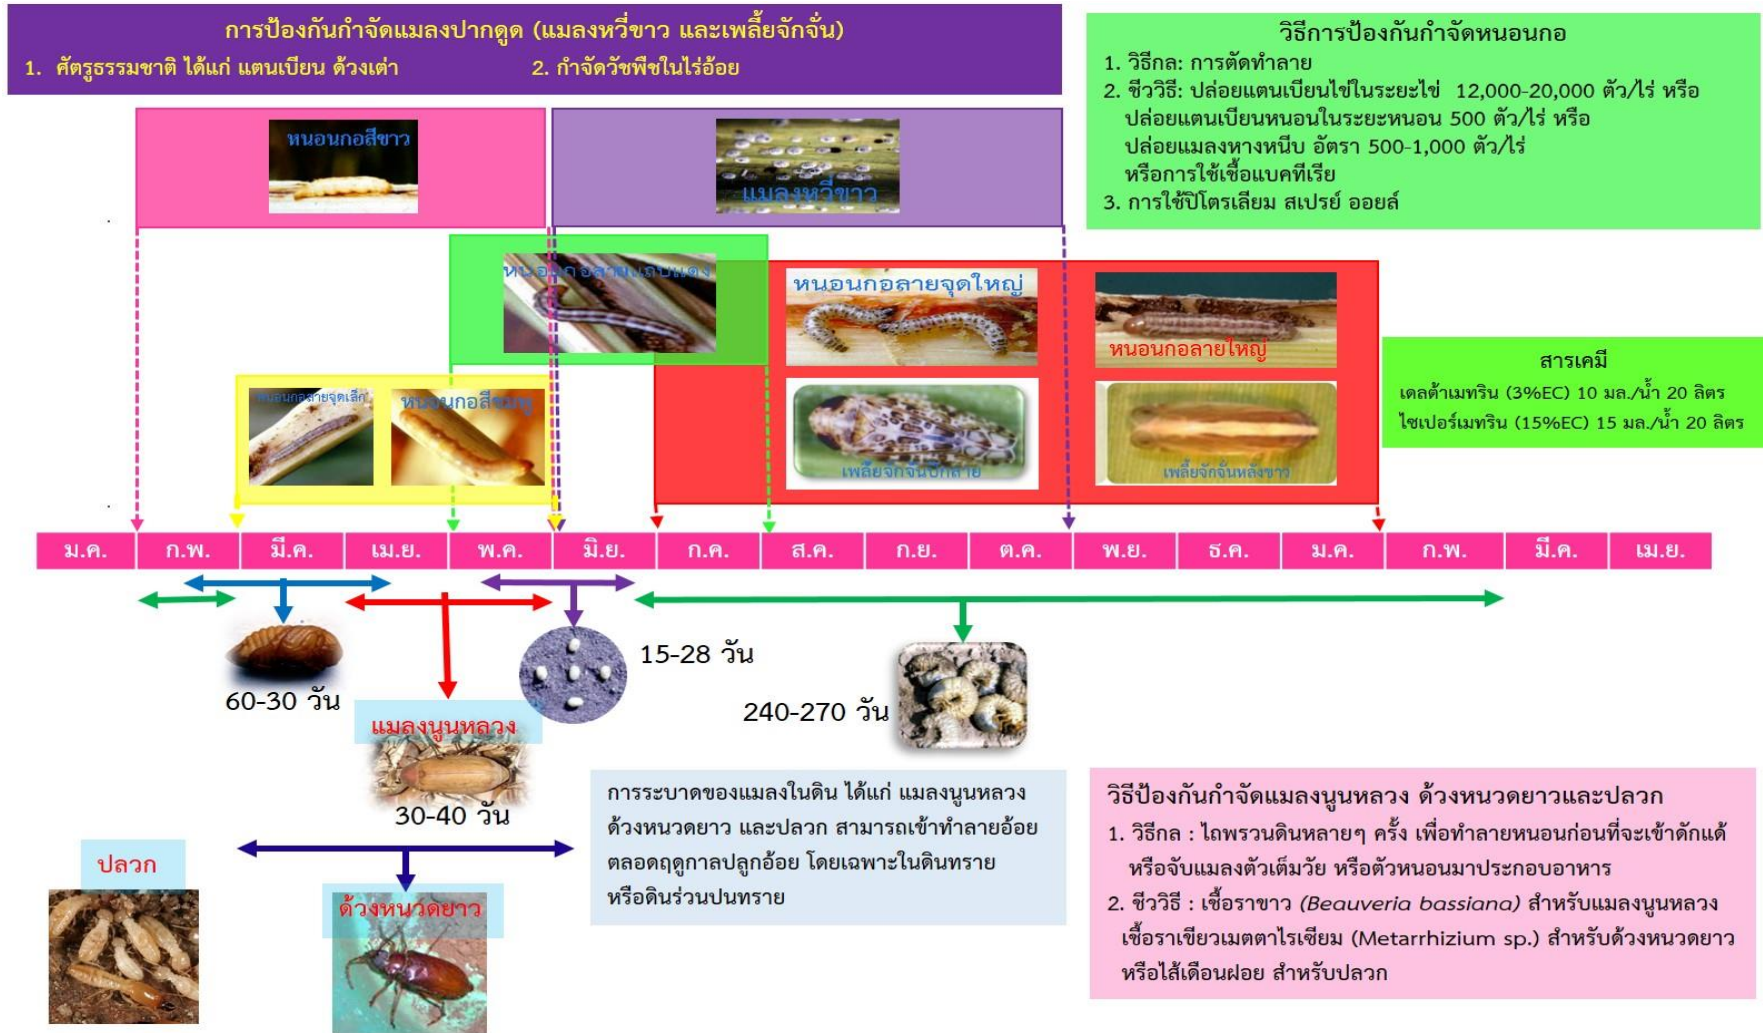 การป้องกันกำจัดแมลงปากดูด (แมลงหวี่ขาว และเพลี้ยจักจั่น)
1. ศัตรูธรรมชาติ ได้แก่ แตนเบียน ด้วงเต่า
2. กำจัดวัชพืชในไร่อ้อย
วิธีการป้องกันกำจัดหนอนกอ
1. วิธีกล: การตัดทำลาย
2. ชีววิธี: ปล่อยแตนเบียนไข่ในระยะไข่ 12,000-20,000 ตัว/ไร่ หรือ
ปล่อยแตนเบียนหนอนในระยะหนอน 500 ตัว/ไร่ หรือ
ปล่อยแมลงหางหนีบ อัตรา 500-1,000 ตัว/ไร่
หรือการใช้เชื้อแบคทีเรีย
3. การใช้ปิโตรเลียม สเปรย์ ออยล์
หนอนกอสีขาว
แมลงหวี่ขาว
หนอนกอลายแถบแดง
หนอนกอลายจุดใหญ่
หนอนกอลายใหญ่
หนอนกอลายจุดเล็ก
หนอนกอสีชมพู
เพลี้ยจักจั่นปีกลาย
เพลี้ยจักจั่นหลังขาว
สารเคมี
เดลต้าเมทริน (3%EC) 10 มล./น้ำ 20 ลิตร
ไซเปอร์เมทริน (15%EC) 15 มล./น้ำ 20 ลิตร
ม.ค. ก.พ. มี.ค. เม.ย. พ.ค. มิ.ย. ก.ค. ส.ค. ก.ย. ต.ค. พ.ย. ธ.ค. ม.ค. ก.พ. มี.ค. เม.ย.
60-30 วัน
15-28 วัน
240-270 วัน
แมลงนูนหลวง
30-40 วัน
ปลวก
ด้วงหนวดยาว
การระบาดของแมลงในดิน ได้แก่ แมลงนูนหลวง
ด้วงหนวดยาว และปลวก สามารถเข้าทำลายอ้อย
ตลอดฤดูกาลปลูกอ้อย โดยเฉพาะในดินทราย
หรือดินร่วนปนทราย
วิธีป้องกันกำจัดแมลงนูนหลวง ด้วงหนวดยาวและปลวก
1. วิธีกล : ไถพรวนดินหลายๆ ครั้ง เพื่อทำลายหนอนก่อนที่จะเข้าดักแด้
หรือจับแมลงตัวเต็มวัย หรือตัวหนอนมาประกอบอาหาร
2. ชีววิธี : เชื้อราขาว (Beauveria bassiana) สำหรับแมลงนูนหลวง
เชื้อราเขียวเมตตาไรเซียม (Metarrhizium sp.) สำหรับด้วงหนวดยาว
หรือไส้เดือนฝอย สำหรับปลวก